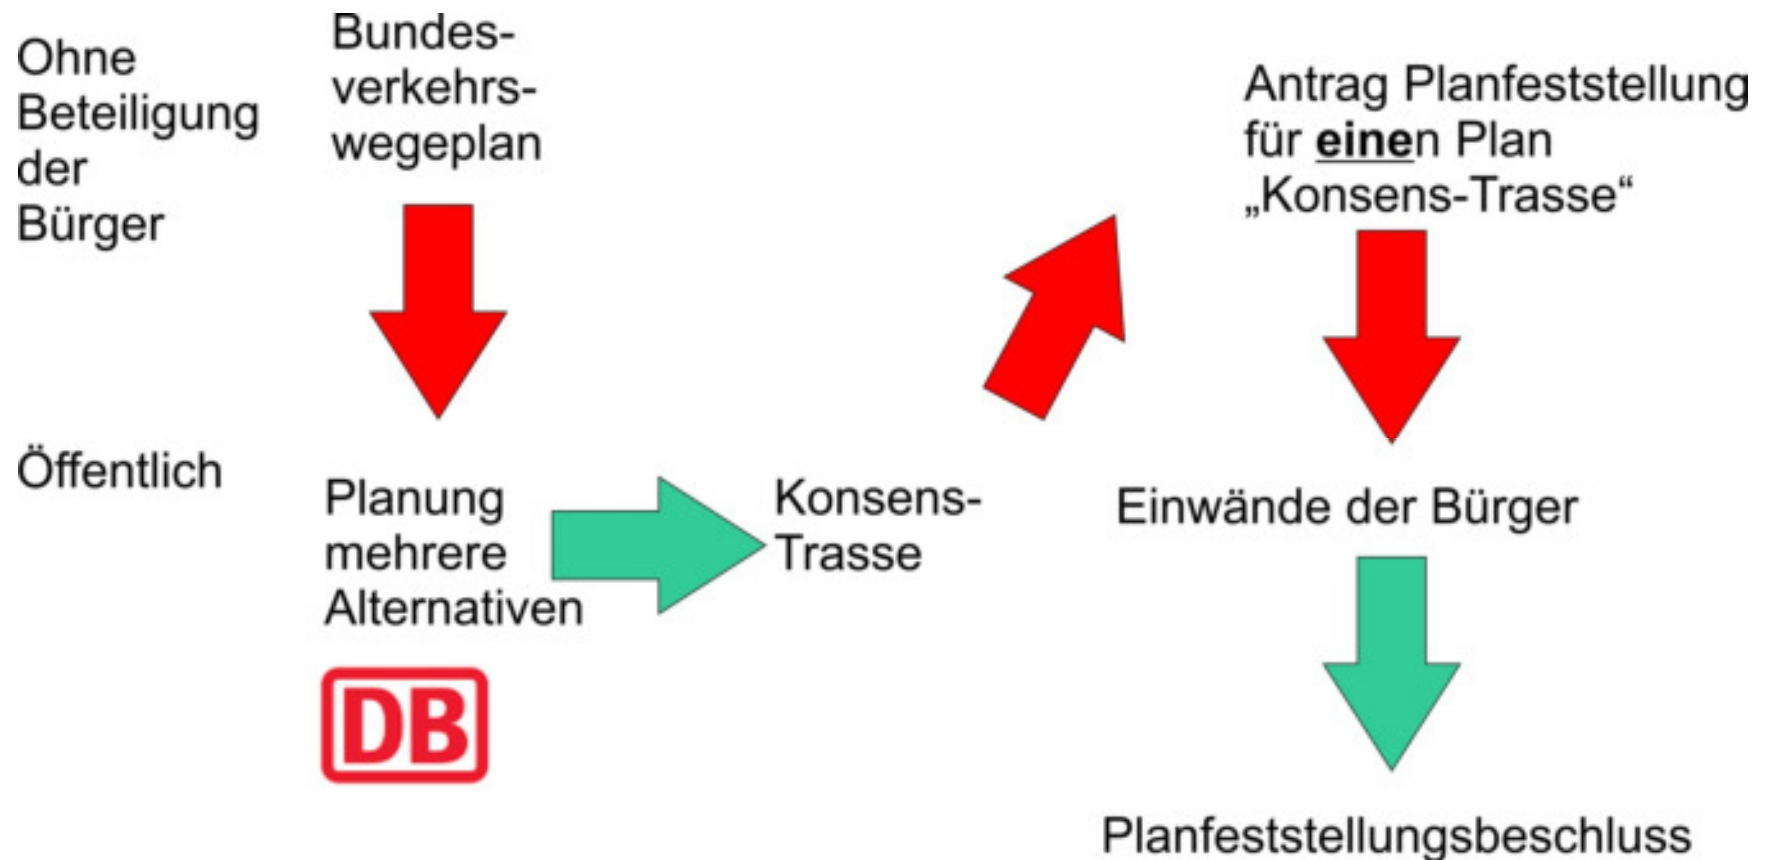 Ohne
Beteiligung
der
Bürger
Bundes-
verkehrs-
wegeplan
Antrag Planfeststellung
für einen Plan
„Konsens-Trasse“
Öffentlich
Planung
mehrere
Alternativen
Konsens-
Trasse
Einwände der Bürger
DB
Planfeststellungsbeschluss